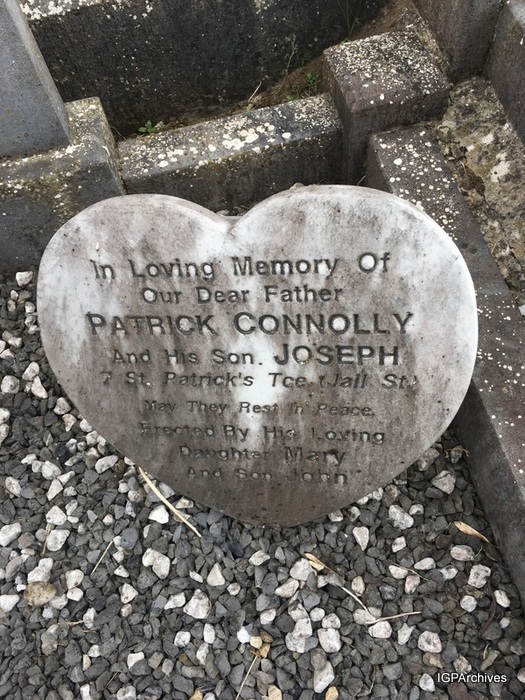 In Loving Memory Of
Our Dear Father
PATRICK CONNOLLY
And His Son. JOSEPH
7 St. Patrick's Tce. (Jail St.)
May They Rest In Peace.
Erected By His Loving
Daughter Mary
And Son John
IGPArchives